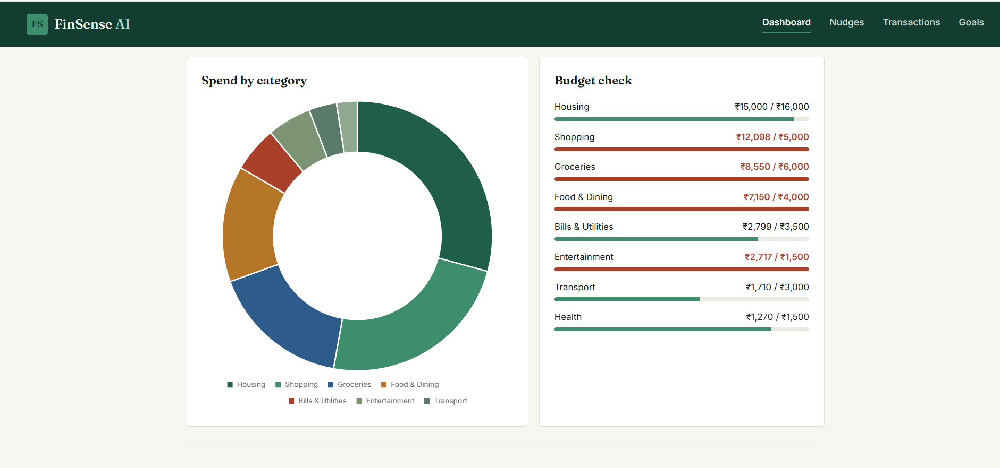 FS FinSense AI
Dashboard Nudges Transactions Goals
Spend by category
Housing Shopping Groceries Food & Dining
Bills & Utilities Entertainment Transport
Budget check
Housing ₹15,000 / ₹16,000
Shopping ₹12,098 / ₹5,000
Groceries ₹8,550 / ₹6,000
Food & Dining ₹7,150 / ₹4,000
Bills & Utilities ₹2,799 / ₹3,500
Entertainment ₹2,717 / ₹1,500
Transport ₹1,710 / ₹3,000
Health ₹1,270 / ₹1,500